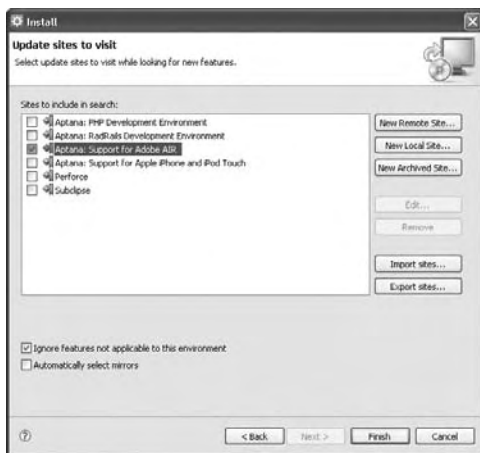 Install
Update sites to visit
Select update sites to visit while looking for new features.
Sites to include in search:
Aptana: PHP Development Environment
Aptana: RadRails Development Environment
Aptana: Support for Adobe AIR
Aptana: Support for Apple iPhone and iPod Touch
Perforce
Subclipse
New Remote Site...
New Local Site...
New Archived Site...
Edit...
Remove
Import sites...
Export sites...
Ignore features not applicable to this environment
Automatically select mirrors
< Back
Next >
Finish
Cancel